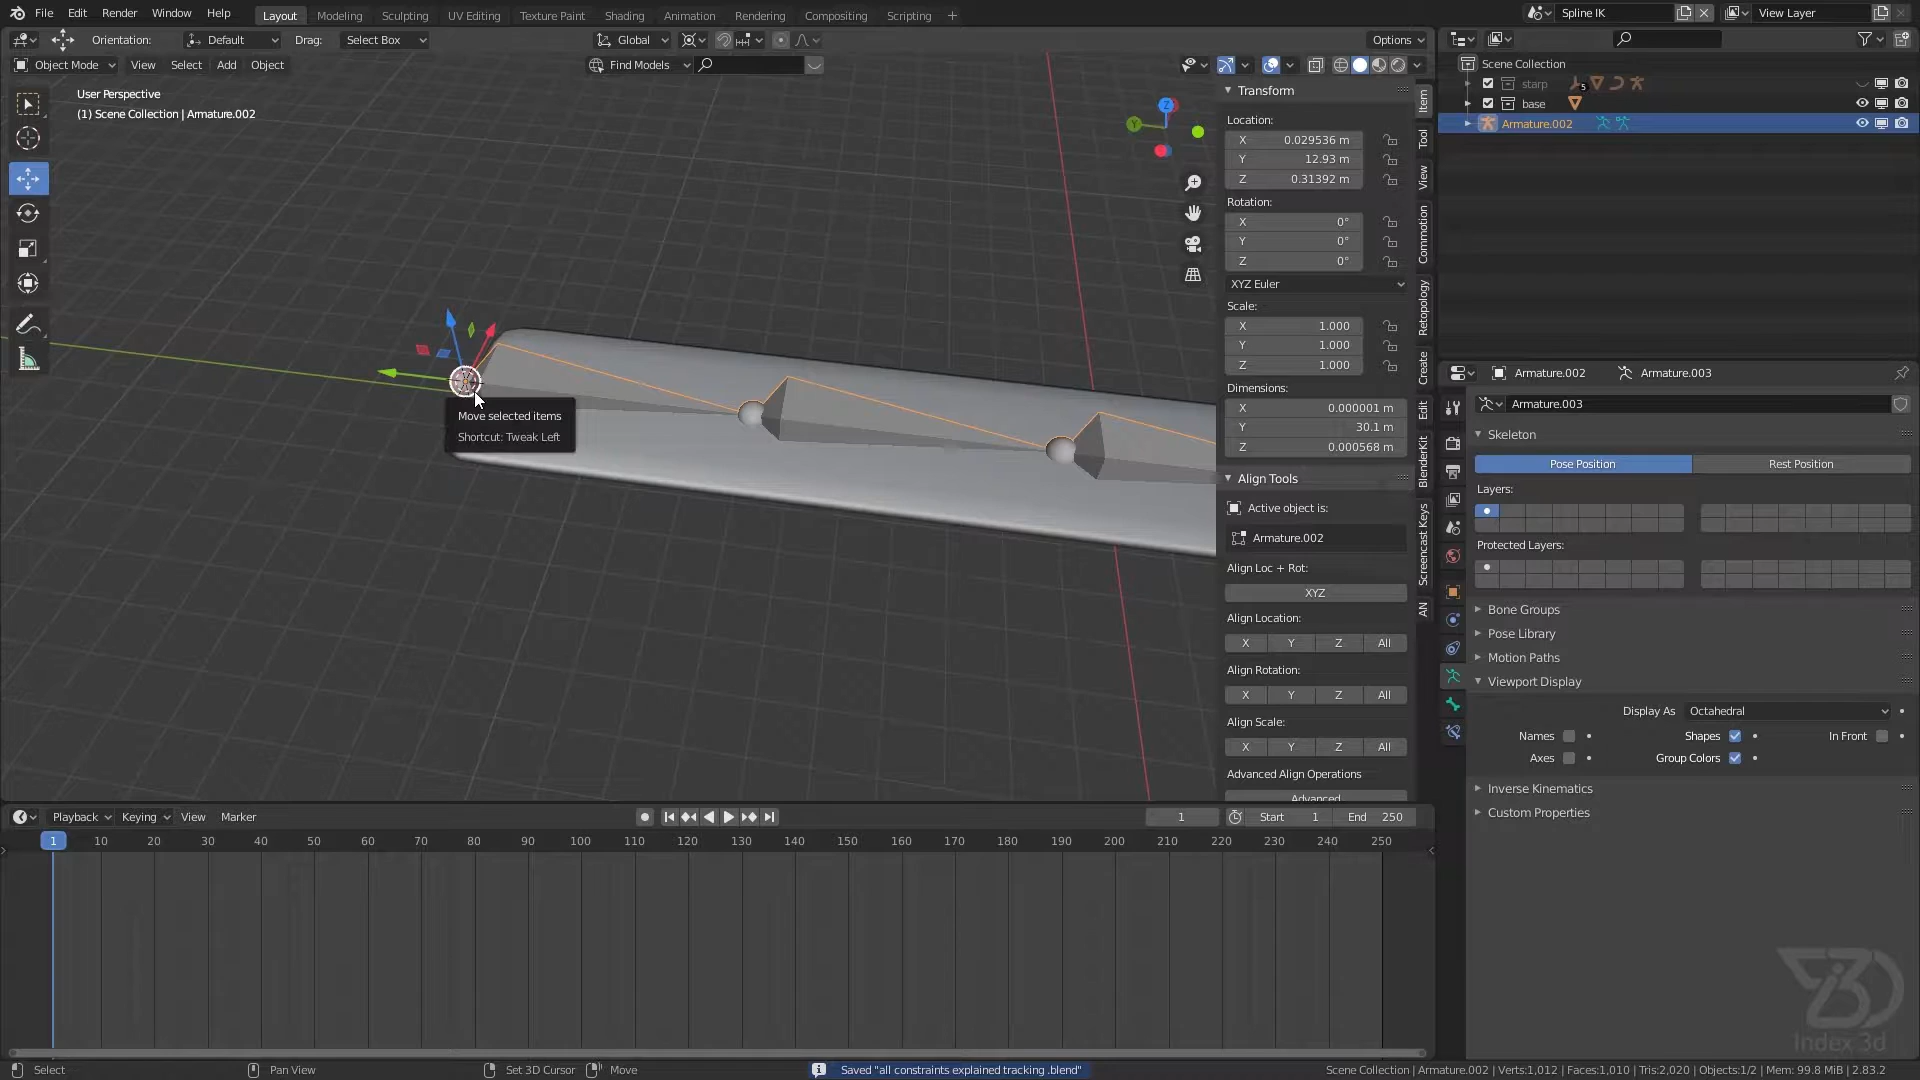 File Edit Render Window Help
Layout Modeling Sculpting UV Editing Texture Paint Shading Animation Rendering Compositing Scripting +
Spline IK
View Layer
Orientation: Default Drag: Select Box
Global
Options
Object Mode View Select Add Object
Find Models
User Perspective
(1) Scene Collection | Armature.002
Z
Y
Move selected items
Shortcut: Tweak Left
Transform
Location:
X 0.029536 m
Y 12.93 m
Z 0.31392 m
Rotation:
X 0°
Y 0°
Z 0°
XYZ Euler
Scale:
X 1.000
Y 1.000
Z 1.000
Dimensions:
X 0.000001 m
Y 30.1 m
Z 0.000568 m
Align Tools
Active object is:
Armature.002
Align Loc + Rot:
XYZ
Align Location:
X Y Z All
Align Rotation:
X Y Z All
Align Scale:
X Y Z All
Advanced Align Operations
Advanced
Item
Tool
View
Commotion
Retopology
Create
Edit
BlenderKit
Screencast Keys
AN
Scene Collection
starp 5
base
Armature.002
Armature.002 Armature.003
Armature.003
Skeleton
Pose Position Rest Position
Layers:
Protected Layers:
Bone Groups
Pose Library
Motion Paths
Viewport Display
Display As Octahedral
Names Shapes In Front
Axes Group Colors
Inverse Kinematics
Custom Properties
Index 3d
Playback Keying View Marker
1 Start 1 End 250
1 10 20 30 40 50 60 70 80 90 100 110 120 130 140 150 160 170 180 190 200 210 220 230 240 250
Select Pan View Set 3D Cursor Move
Saved "all constraints explained tracking .blend"
Scene Collection | Armature.002 | Verts:1,012 | Faces:1,010 | Tris:2,020 | Objects:1/2 | Mem: 99.8 MiB | 2.83.2